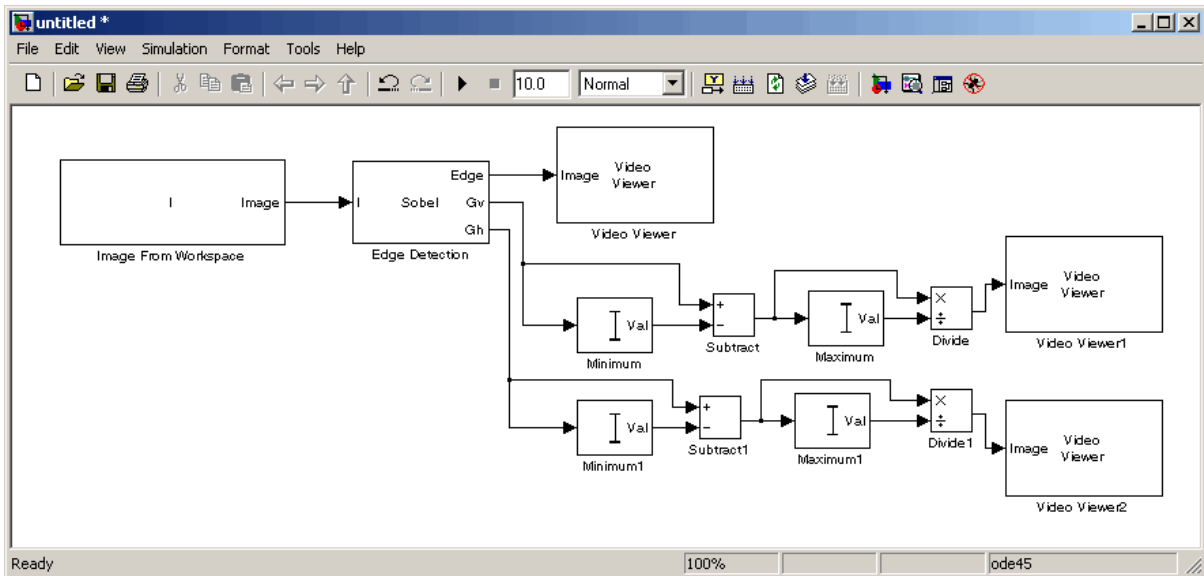 untitled *
File Edit View Simulation Format Tools Help
10.0 Normal
Image Video Viewer
Video Viewer
I Image
Image From Workspace
I Sobel Edge Gv Gh
Edge Detection
Image Video Viewer
Video Viewer1
Val
Minimum
+
−
Subtract
Val
Maximum
×
÷
Divide
Val
Minimum1
+
−
Subtract1
Val
Maximum1
×
÷
Divide1
Image Video Viewer
Video Viewer2
Ready 100% ode45